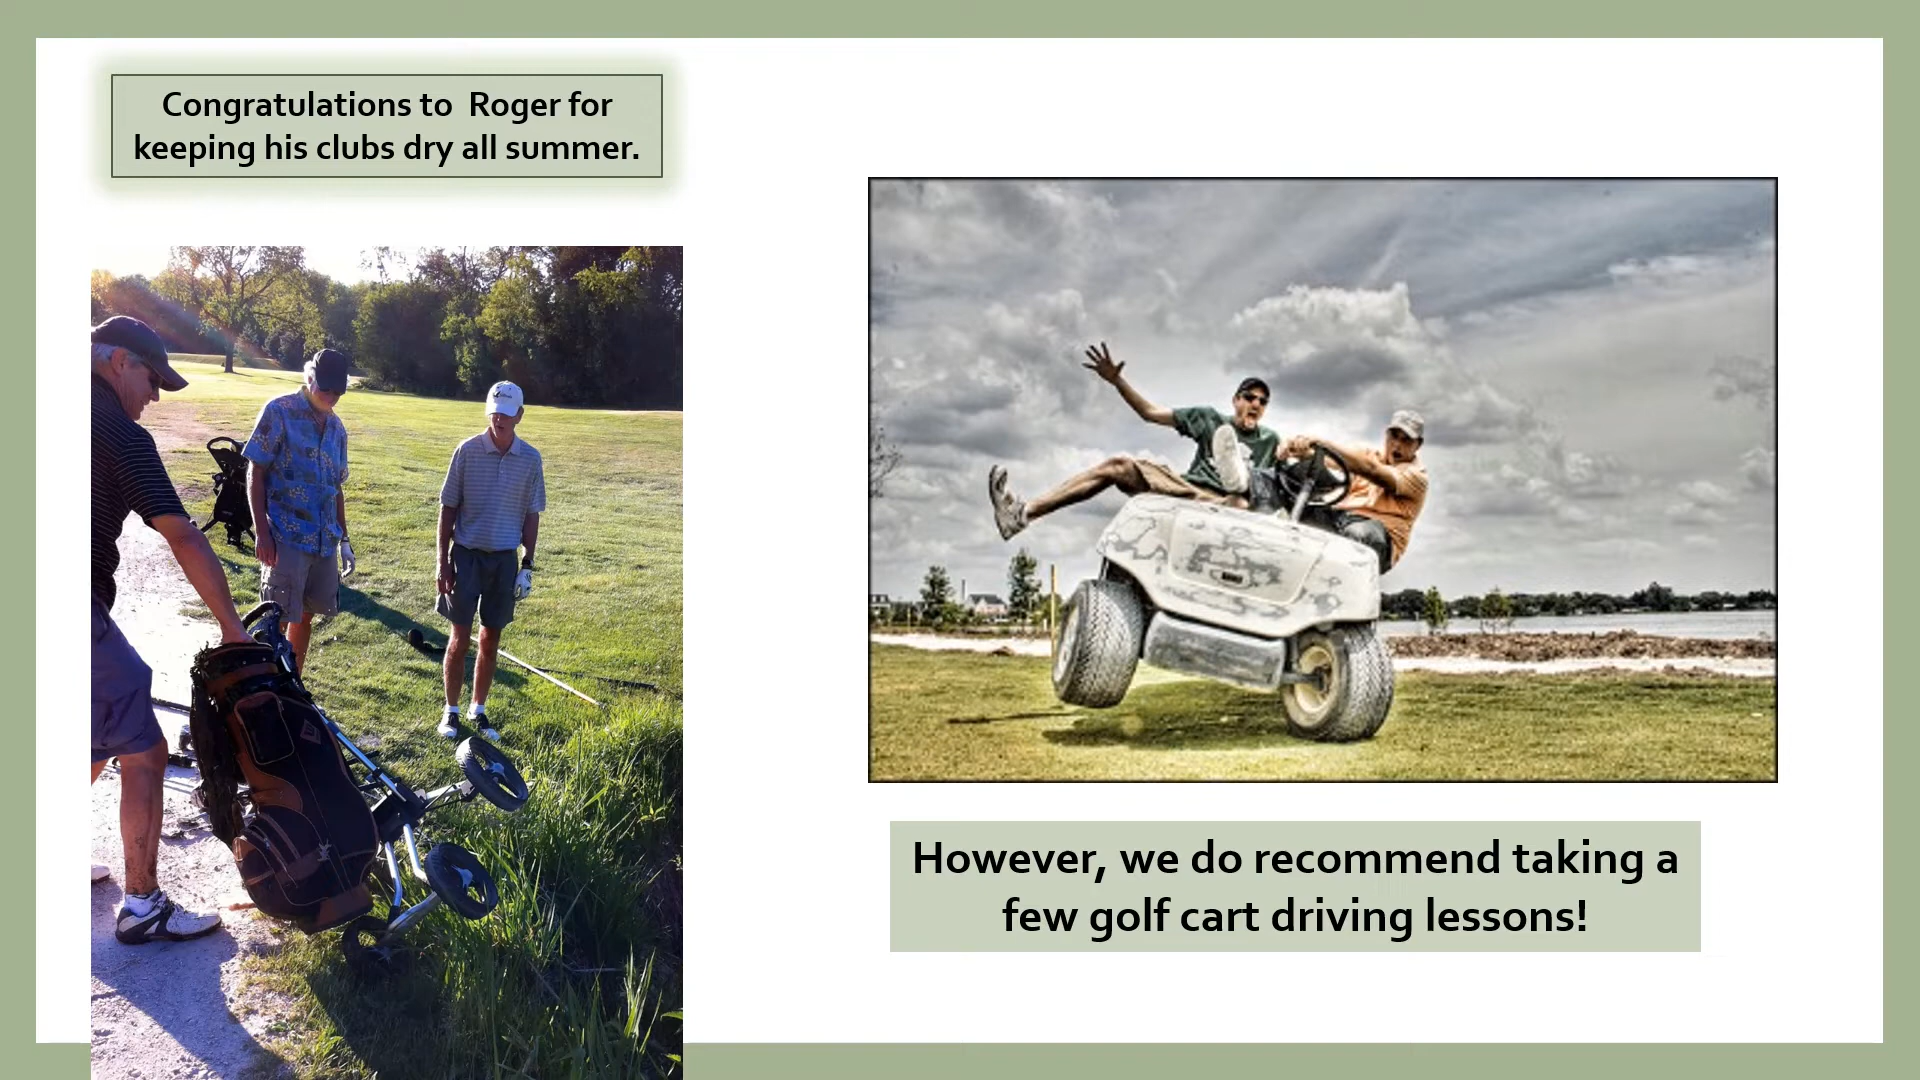 Congratulations to  Roger for
keeping his clubs dry all summer.
However, we do recommend taking a
few golf cart driving lessons!